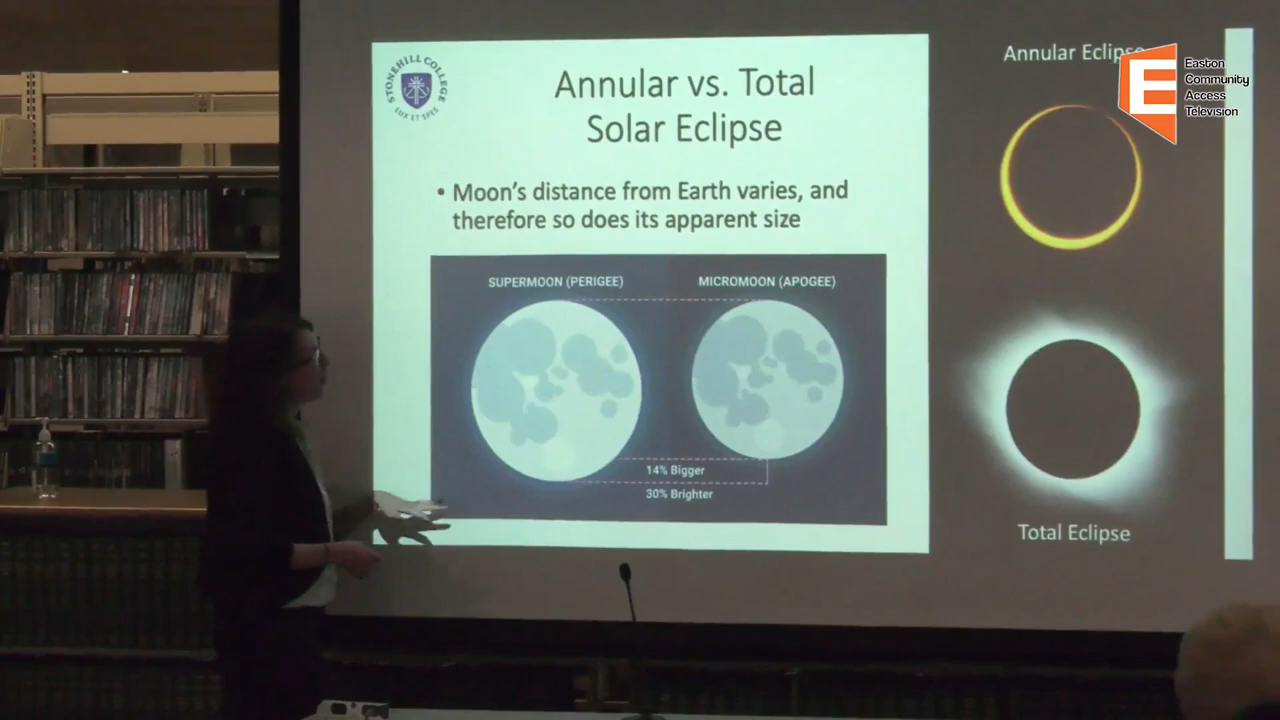 STONEHILL COLLEGE
LUX ET SPES
Annular vs. Total
Solar Eclipse
• Moon's distance from Earth varies, and
therefore so does its apparent size
SUPERMOON (PERIGEE)
MICROMOON (APOGEE)
14% Bigger
30% Brighter
Annular Eclipse
Total Eclipse
E
Easton
Community
Access
Television